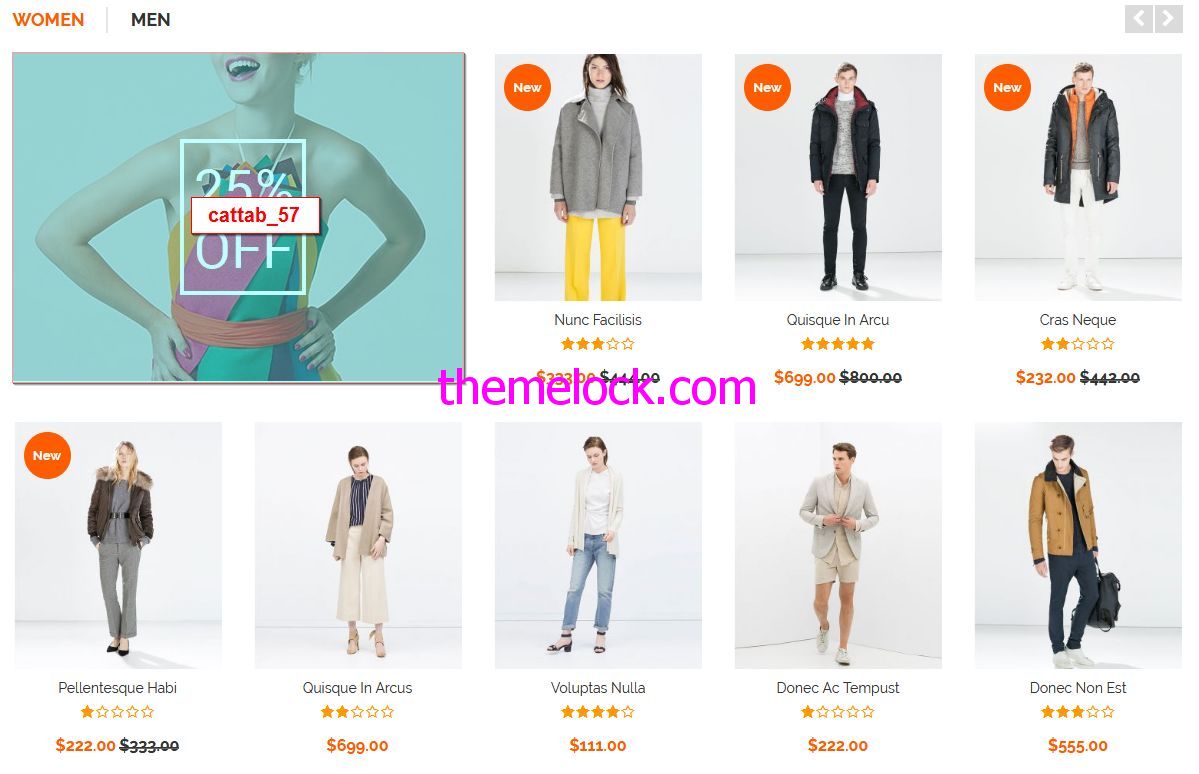 WOMEN MEN
25%
cattab_57
OFF
New
Nunc Facilisis
$333.00 $444.00
New
Quisque In Arcu
$699.00 $800.00
New
Cras Neque
$232.00 $442.00
themelock.com
New
Pellentesque Habi
$222.00 $333.00
Quisque In Arcus
$699.00
Voluptas Nulla
$111.00
Donec Ac Tempust
$222.00
Donec Non Est
$555.00